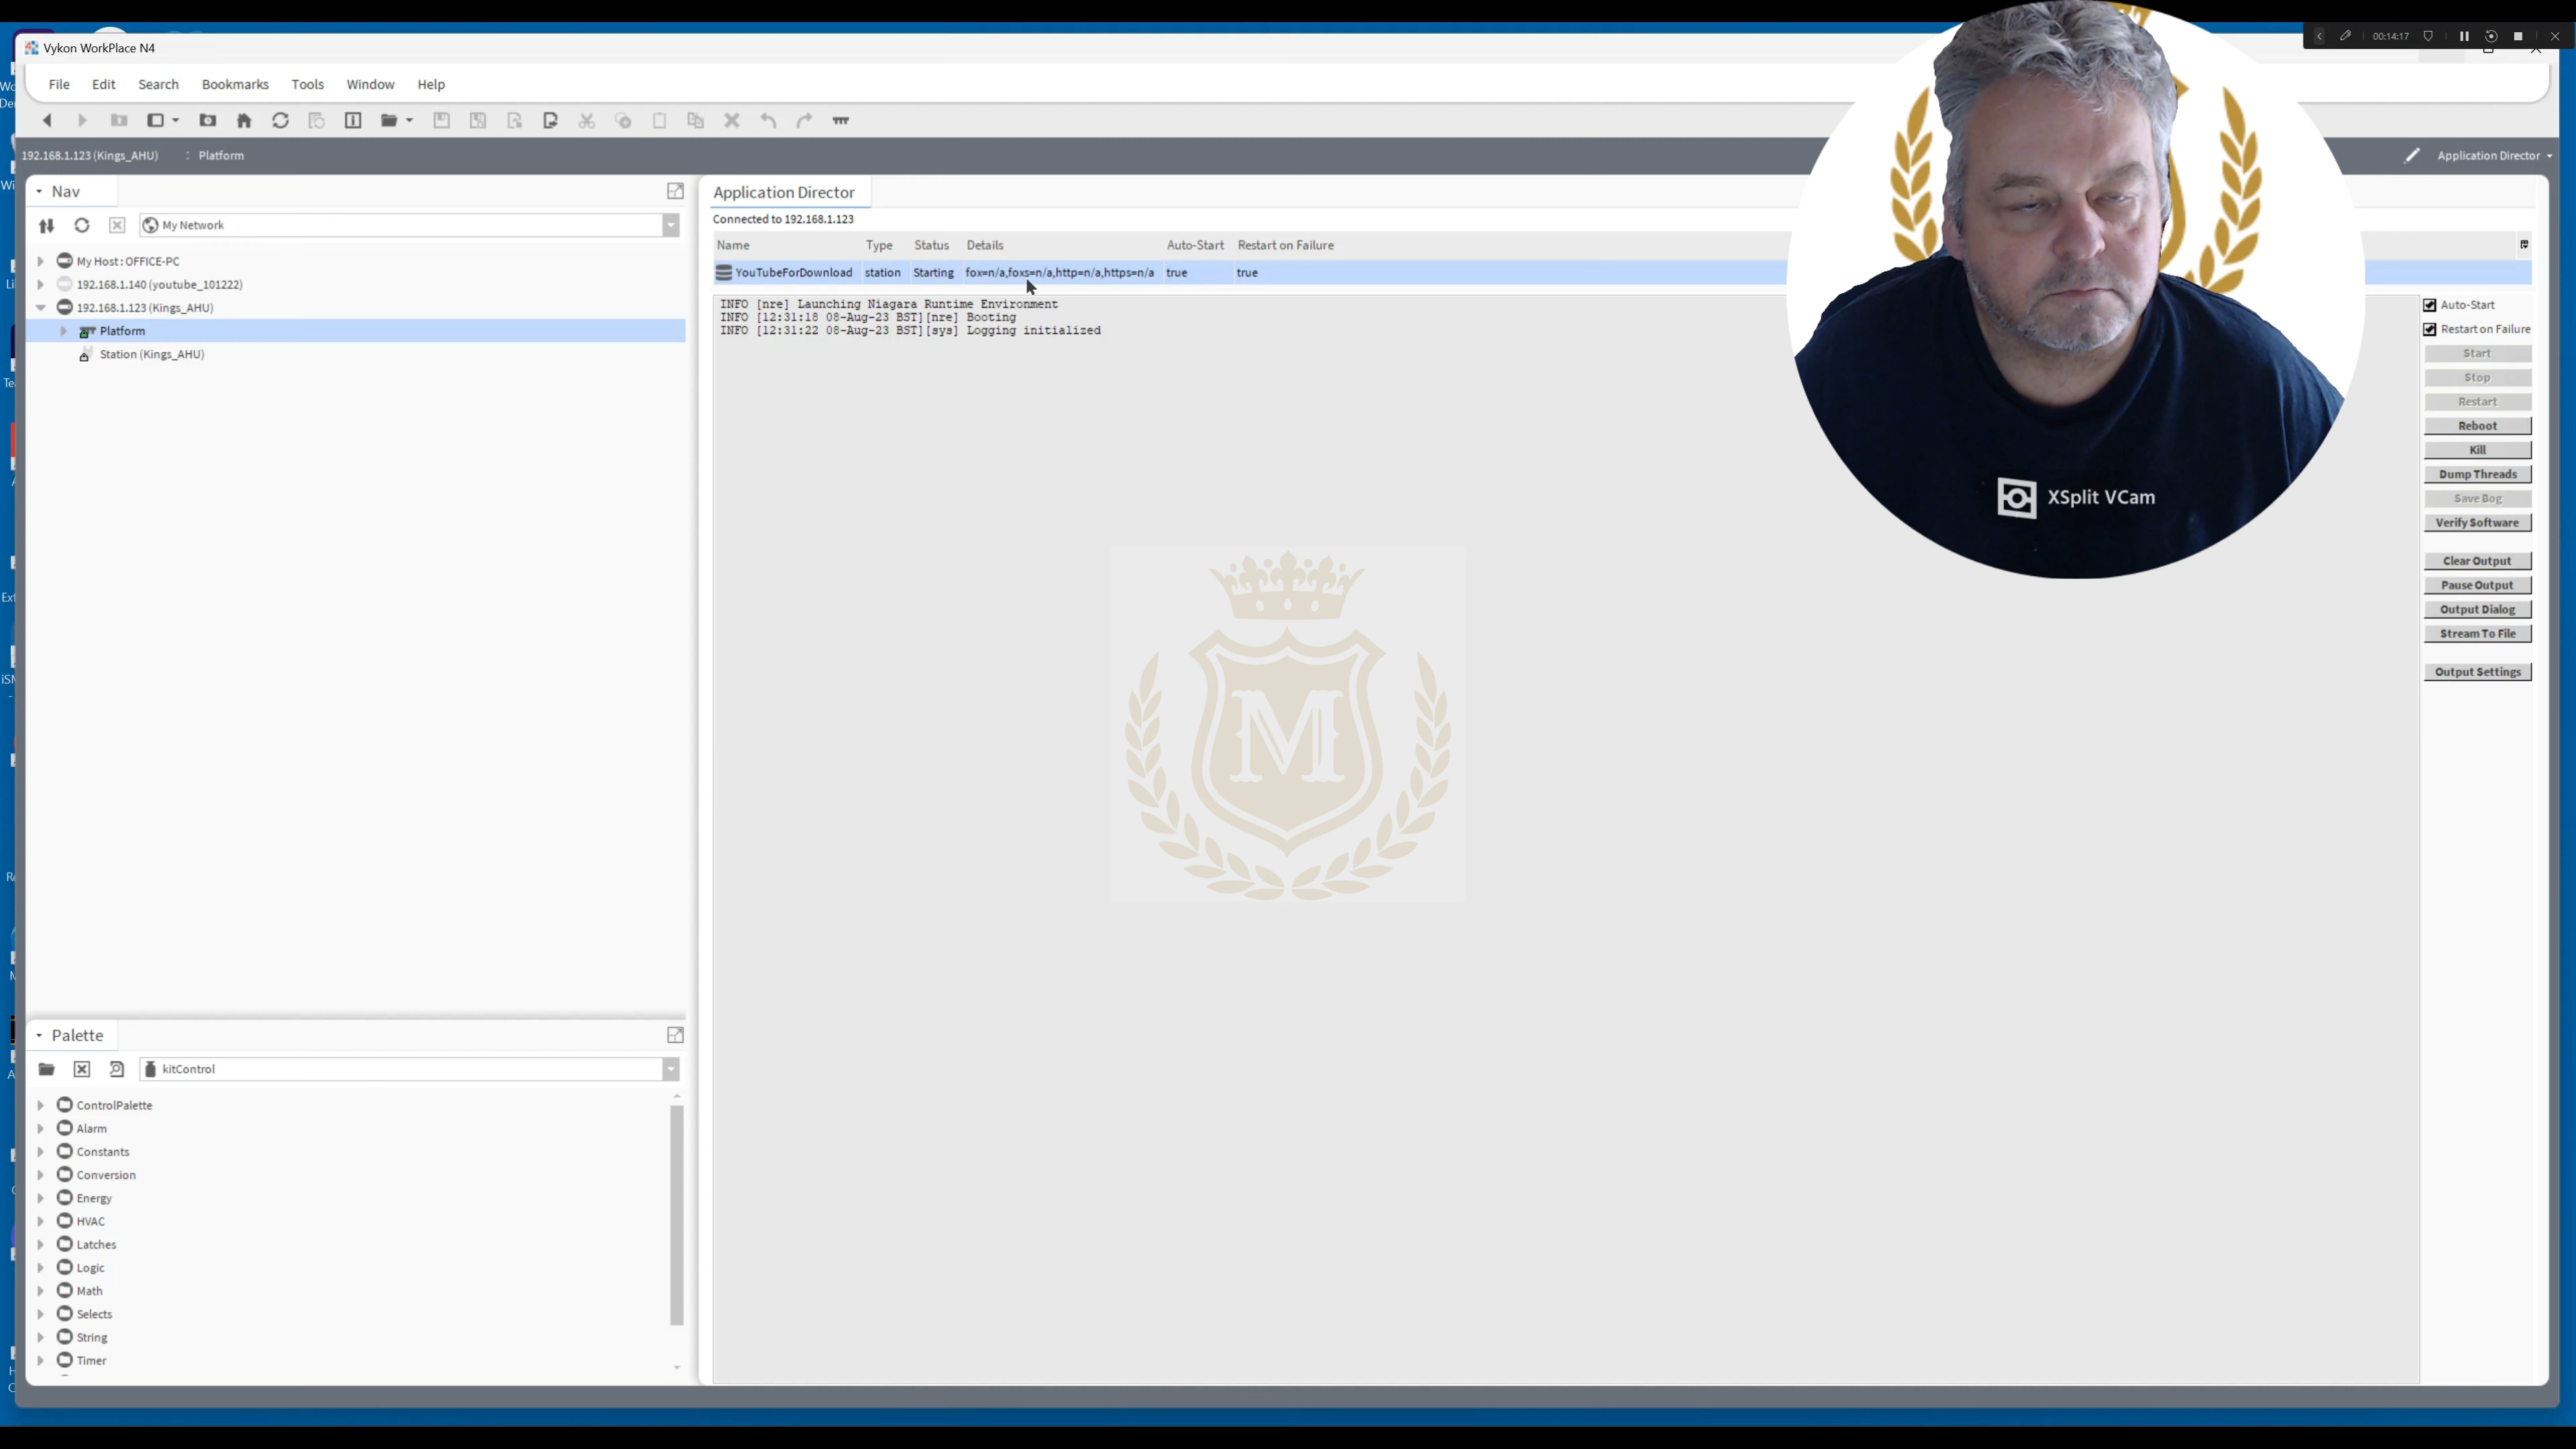 Vykon WorkPlace N4
00:14:17
File Edit Search Bookmarks Tools Window Help
192.168.1.123 (Kings_AHU) : Platform
Application Director
Nav
My Network
My Host : OFFICE-PC
192.168.1.140 (youtube_101222)
192.168.1.123 (Kings_AHU)
Platform
Station (Kings_AHU)
Palette
kitControl
ControlPalette
Alarm
Constants
Conversion
Energy
HVAC
Latches
Logic
Math
Selects
String
Timer
Application Director
Connected to 192.168.1.123
Name Type Status Details Auto-Start Restart on Failure
YouTubeForDownload station Starting fox=n/a,foxs=n/a,http=n/a,https=n/a true true
INFO [nre] Launching Niagara Runtime Environment
INFO [12:31:18 08-Aug-23 BST][nre] Booting
INFO [12:31:22 08-Aug-23 BST][sys] Logging initialized
M
XSplit VCam
Auto-Start
Restart on Failure
Start
Stop
Restart
Reboot
Kill
Dump Threads
Save Bog
Verify Software
Clear Output
Pause Output
Output Dialog
Stream To File
Output Settings